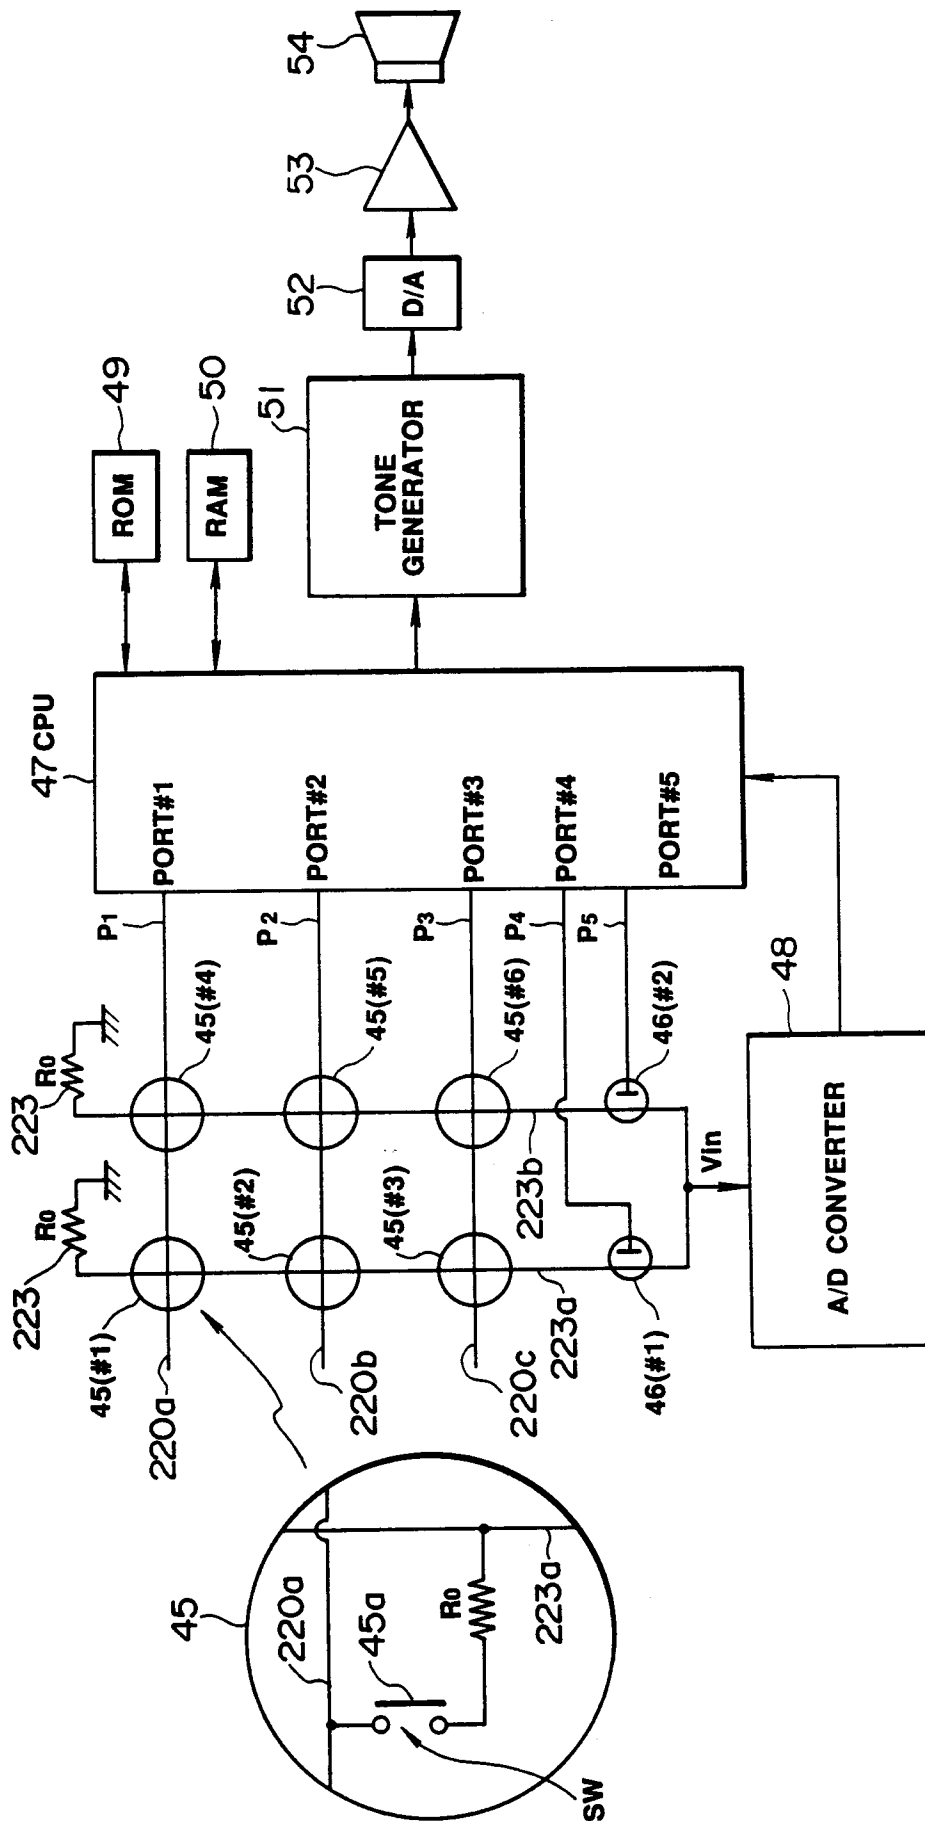 45
220a
45a
R0
223a
SW
223
R0
223
R0
45(#1)
45(#4)
220a
P1
45(#2)
45(#5)
220b
P2
45(#3)
45(#6)
220c
P3
223a
223b
P4
P5
46(#1)
46(#2)
Vin
A/D CONVERTER
48
47 CPU
PORT#1
PORT#2
PORT#3
PORT#4
PORT#5
ROM
49
RAM
50
TONE
GENERATOR
51
D/A
52
53
54